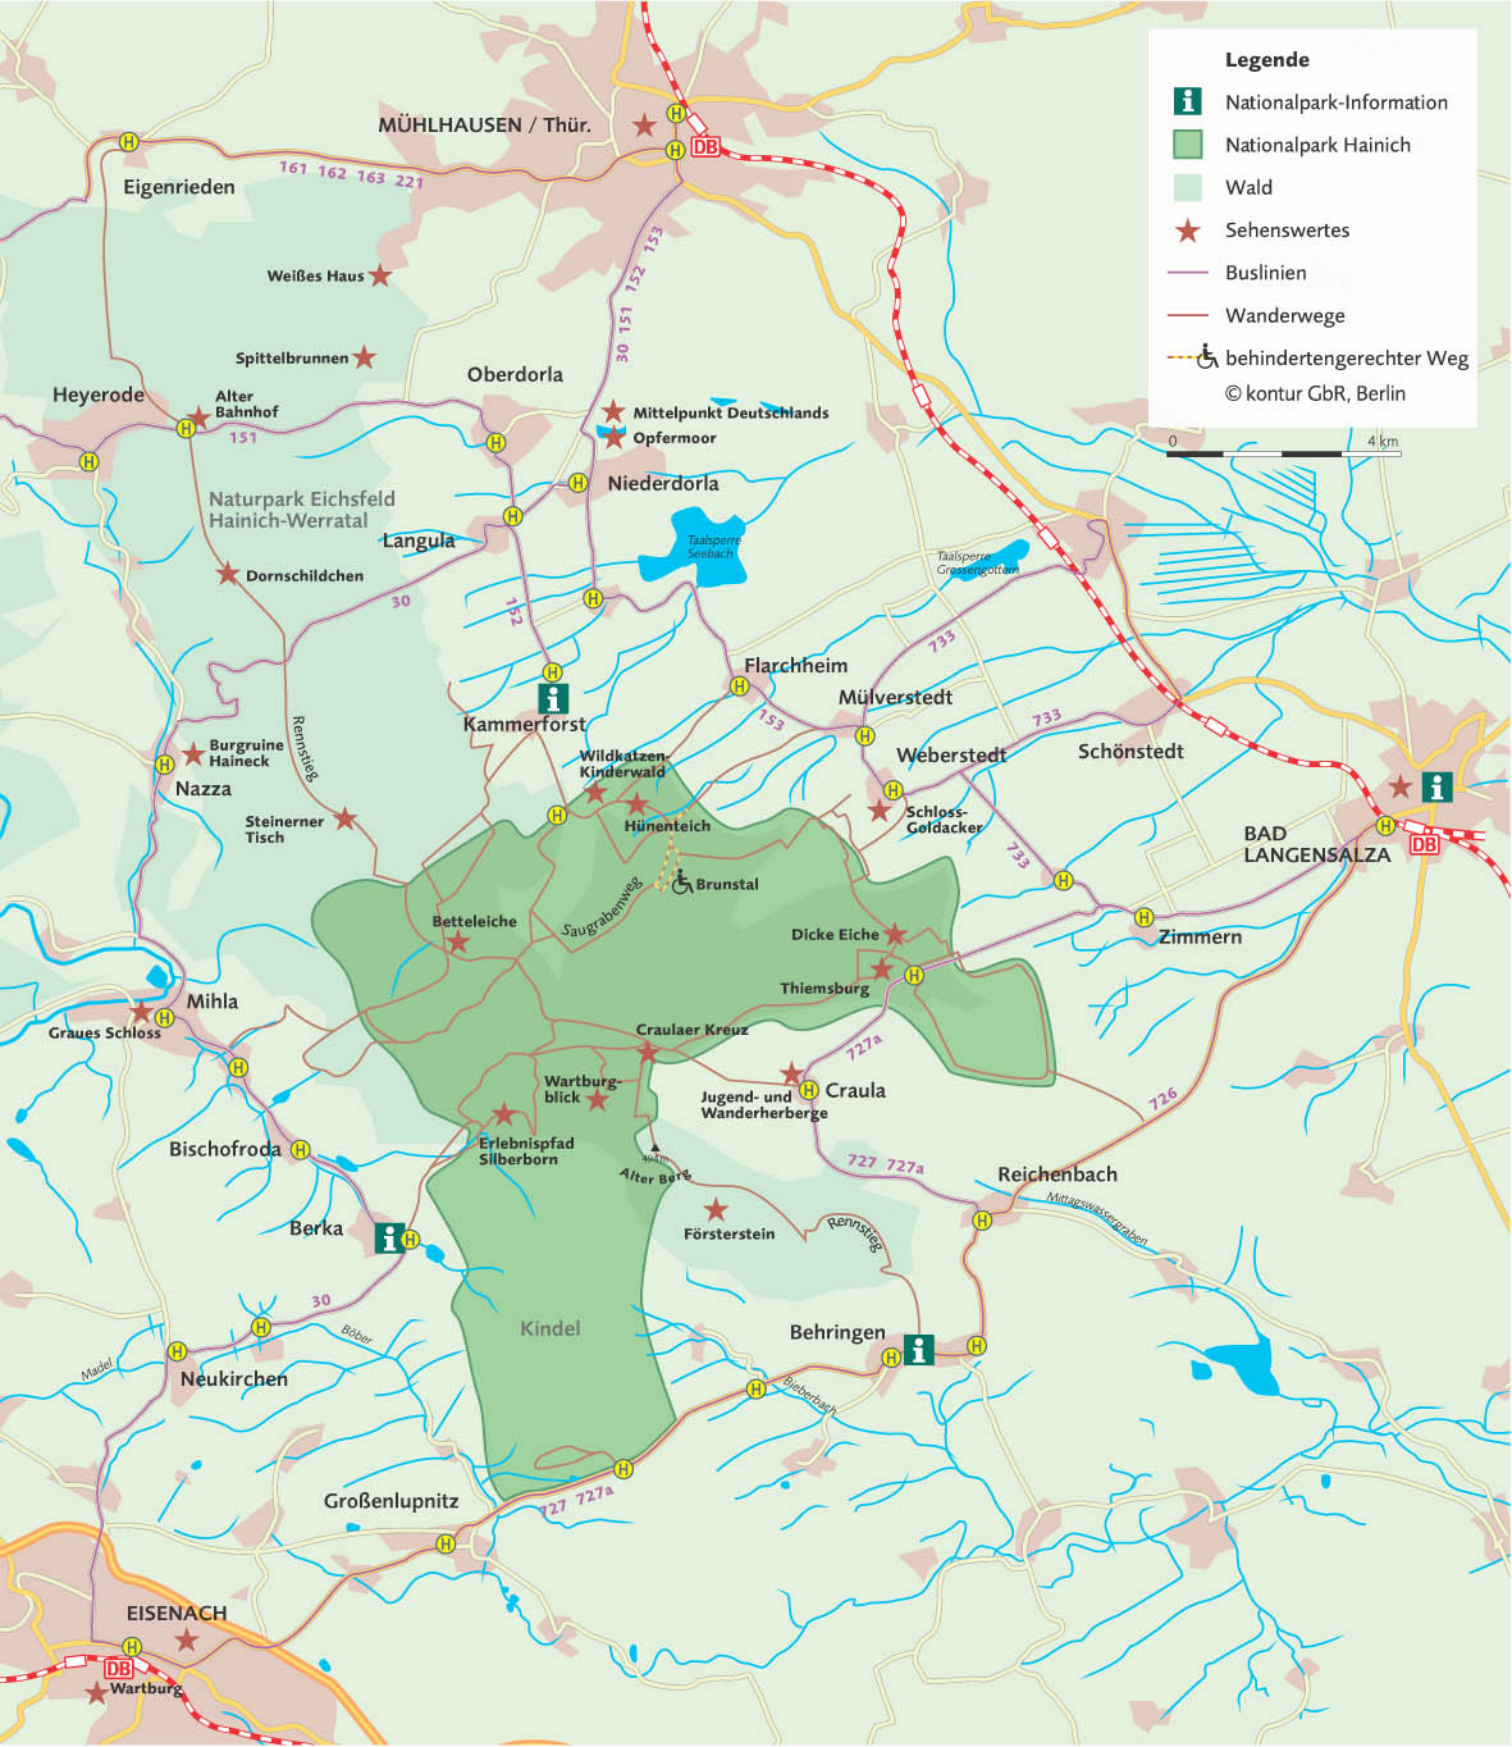 Legende
Nationalpark-Information
Nationalpark Hainich
Wald
Sehenswertes
Buslinien
Wanderwege
behindertengerechter Weg
© kontur GbR, Berlin
0 4 km
MÜHLHAUSEN / Thür.
H
H
DB
H
Eigenrieden
161 162 163 221
30 151 152 153
Weißes Haus
Spittelbrunnen
Oberdorla
Heyerode
Alter
Bahnhof
H
151
H
H
Mittelpunkt Deutschlands
Opfermoor
H
Niederdorla
Naturpark Eichsfeld
Hainich-Werratal
H
Langula
Taalsperre
Seebach
Taalsperre
Grossengottern
Dornschildchen
30
152
H
733
H
i
Kammerforst
Flarchheim
H
153
Mülverstedt
H
733
Weberstedt
Schönstedt
Rennstieg
Burgruine
Haineck
H
Nazza
Wildkatzen-
Kinderwald
Hünenteich
H
H
Schloss-
Goldacker
i
H
DB
BAD
LANGENSALZA
Steinerner
Tisch
733
H
Brunstal
Saugrabenweg
Betteleiche
Dicke Eiche
H
Zimmern
Thiemsburg
H
Mihla
H
Graues Schloss
Craulaer Kreuz
727a
H
Wartburg-
blick
Jugend- und
Wanderherberge
H
Craula
726
Erlebnispfad
Silberborn
Bischofroda
H
494 m
Alter Berg
727 727a
Reichenbach
Mittagswassergraben
H
Berka
i
H
Försterstein
Rennstieg
30
H
Böber
Kindel
Behringen
H
i
H
Madel
H
Neukirchen
H
Bieberbach
H
727 727a
Großenlupnitz
H
EISENACH
H
DB
Wartburg